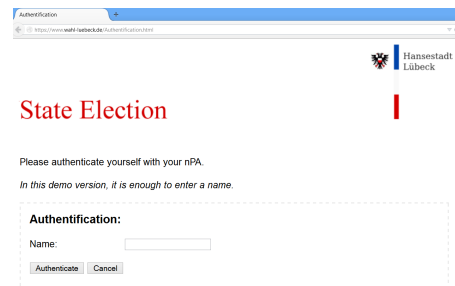 Authentification
https://www.wahl-luebeck.de/Authentification.html
Hansestadt
Lübeck
State Election
Please authenticate yourself with your nPA.
In this demo version, it is enough to enter a name.
Authentification:
Name:
Authenticate Cancel